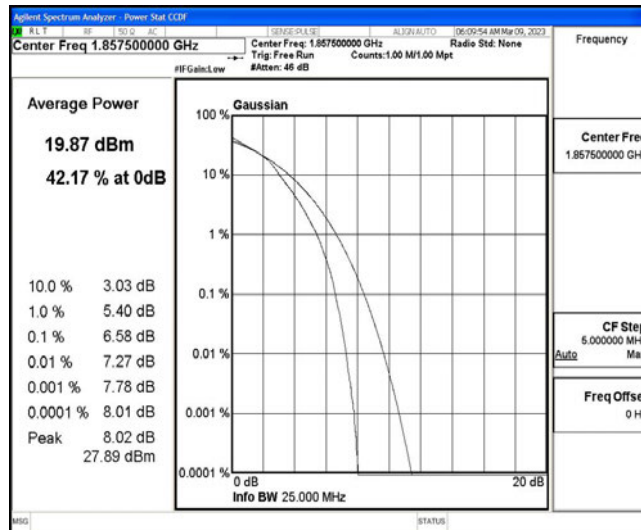 Agilent Spectrum Analyzer - Power Stat CCDF
R L T RF 50 Ω AC SENSE:PULSE ALIGN AUTO 06:09:54 AM Mar 09, 2023
Center Freq 1.857500000 GHz
Center Freq: 1.857500000 GHz Radio Std: None
Trig: Free Run Counts:1.00 M/1.00 Mpt
#IFGain:Low #Atten: 46 dB
Frequency
Average Power
19.87 dBm
42.17 % at 0dB
10.0 % 3.03 dB
1.0 % 5.40 dB
0.1 % 6.58 dB
0.01 % 7.27 dB
0.001 % 7.78 dB
0.0001 % 8.01 dB
Peak 8.02 dB
27.89 dBm
Gaussian
100 %
10 %
1 %
0.1 %
0.01 %
0.001 %
0.0001 %
0 dB 20 dB
Info BW 25.000 MHz
Center Fre
1.857500000 GH
CF Step
5.000000 MH
Auto Ma
Freq Offse
0 H
MSG STATUS